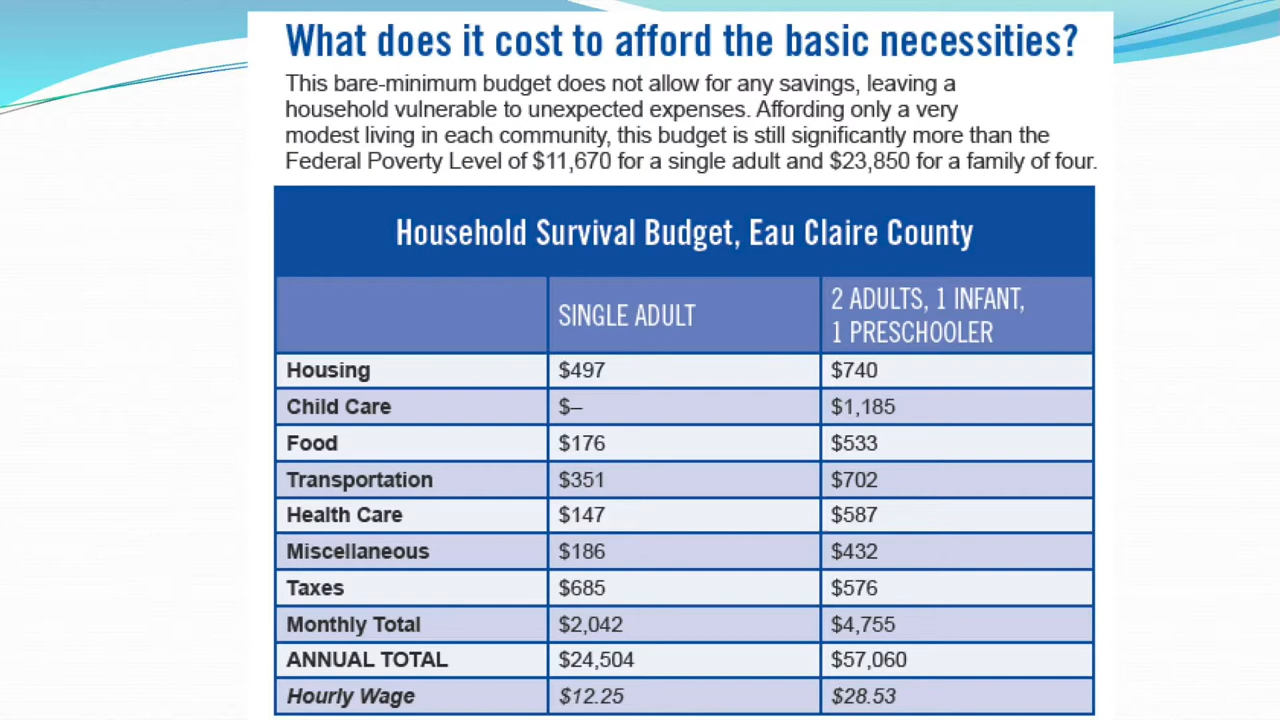 What does it cost to afford the basic necessities?
This bare-minimum budget does not allow for any savings, leaving a
household vulnerable to unexpected expenses. Affording only a very
modest living in each community, this budget is still significantly more than the
Federal Poverty Level of $11,670 for a single adult and $23,850 for a family of four.
Household Survival Budget, Eau Claire County
SINGLE ADULT
2 ADULTS, 1 INFANT,
1 PRESCHOOLER
Housing $497 $740
Child Care $– $1,185
Food $176 $533
Transportation $351 $702
Health Care $147 $587
Miscellaneous $186 $432
Taxes $685 $576
Monthly Total $2,042 $4,755
ANNUAL TOTAL $24,504 $57,060
Hourly Wage $12.25 $28.53